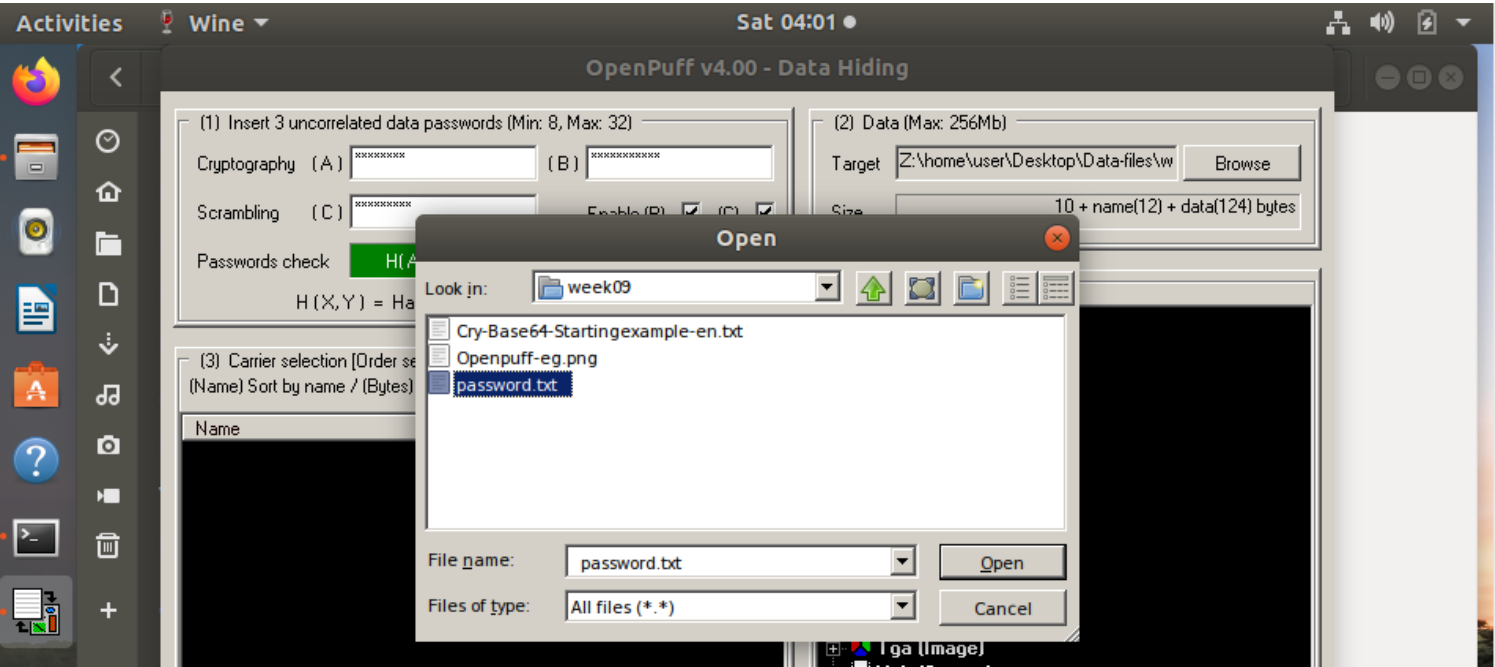 Activities Wine Sat 04:01
OpenPuff v4.00 - Data Hiding
(1) Insert 3 uncorrelated data passwords (Min: 8, Max: 32)
Cryptography (A) ******** (B) ***********
Scrambling (C) ********* Enable (B) (C)
Passwords check H(A
H (X,Y) = Ha
(2) Data (Max: 256Mb)
Target Z:\home\user\Desktop\Data-files\w Browse
Size 10 + name(12) + data(124) bytes
(3) Carrier selection [Order se
(Name) Sort by name / (Bytes)
Name
Open
Look in: week09
Cry-Base64-Startingexample-en.txt
Openpuff-eg.png
password.txt
File name: password.txt Open
Files of type: All files (*.*) Cancel
Tga (Image)